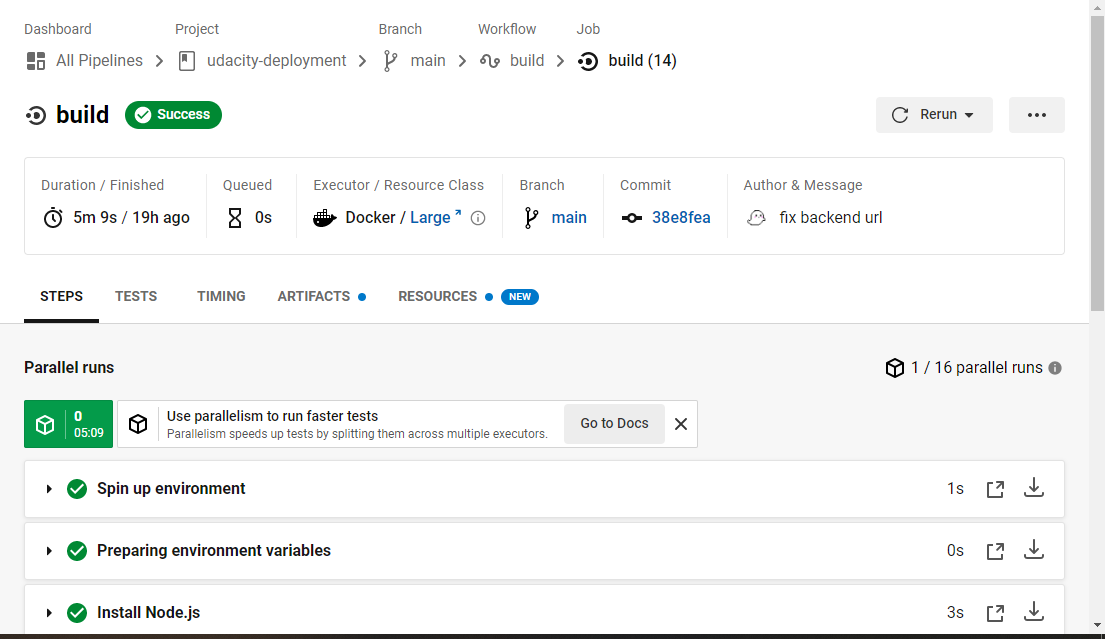 Dashboard Project Branch Workflow Job
All Pipelines udacity-deployment main build build (14)
build Success Rerun
Duration / Finished Queued Executor / Resource Class Branch Commit Author & Message
5m 9s / 19h ago 0s Docker / Large main 38e8fea fix backend url
STEPS TESTS TIMING ARTIFACTS RESOURCES NEW
Parallel runs 1 / 16 parallel runs
0
05:09
Use parallelism to run faster tests
Parallelism speeds up tests by splitting them across multiple executors.
Go to Docs
Spin up environment 1s
Preparing environment variables 0s
Install Node.js 3s